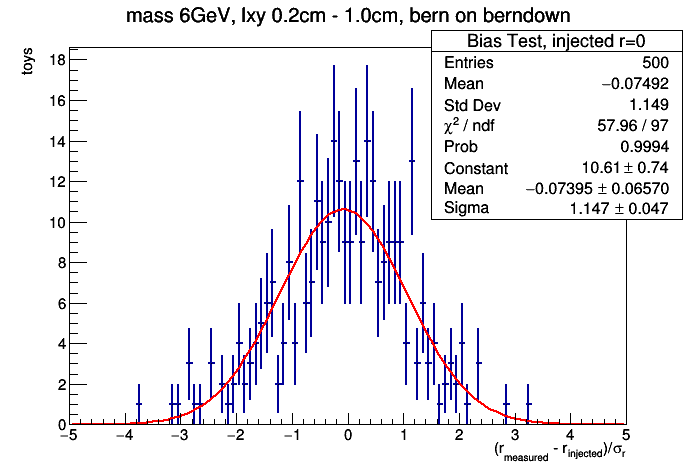 mass 6GeV, lxy 0.2cm - 1.0cm, bern on berndown
Bias Test, injected r=0
Entries 500
Mean −0.07492
Std Dev 1.149
χ² / ndf 57.96 / 97
Prob 0.9994
Constant 10.61 ± 0.74
Mean −0.07395 ± 0.06570
Sigma 1.147 ± 0.047
toys
18
16
14
12
10
8
6
4
2
0
−5 −4 −3 −2 −1 0 1 2 3 4 5
(r_measured - r_injected)/σ_r